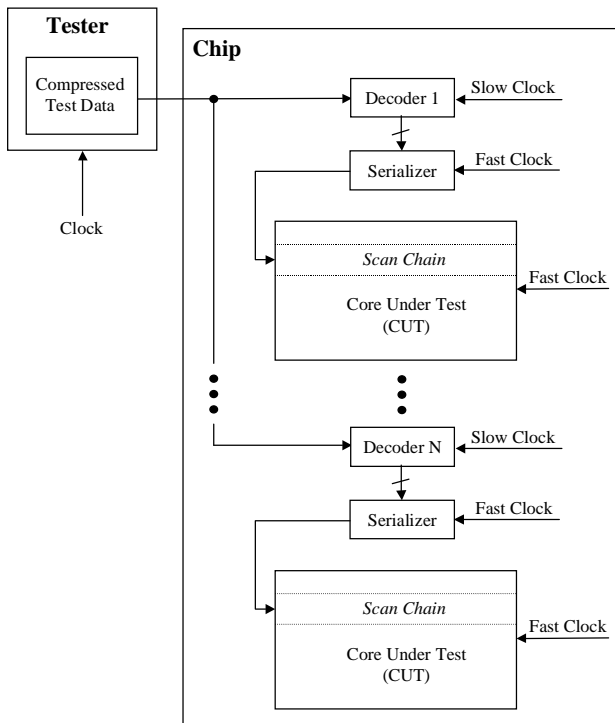 Tester
Compressed
Test Data
Clock
Chip
Decoder 1
Slow Clock
Serializer
Fast Clock
Scan Chain
Core Under Test
(CUT)
Fast Clock
Decoder N
Slow Clock
Serializer
Fast Clock
Scan Chain
Core Under Test
(CUT)
Fast Clock